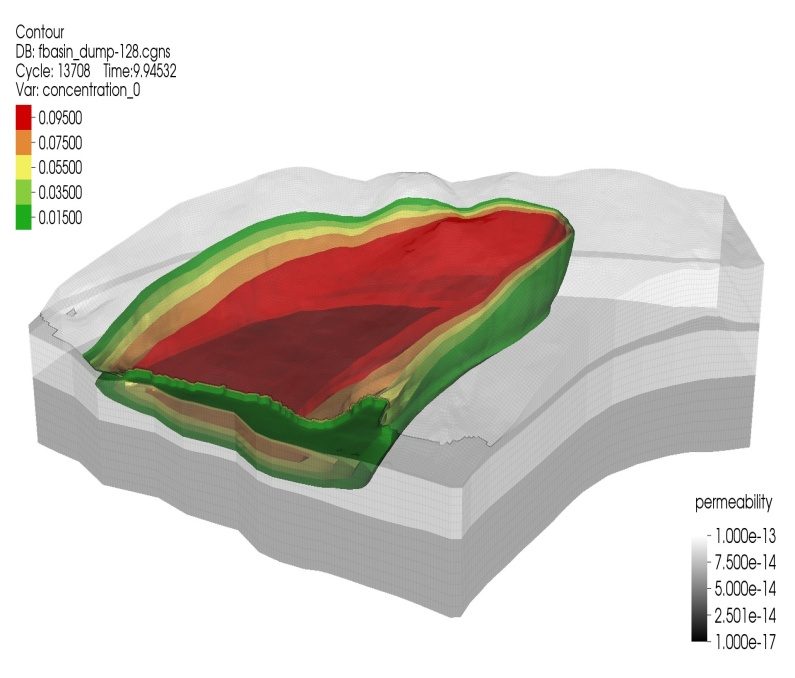 Contour
DB: fbasin_dump-128.cgns
Cycle: 13708   Time:9.94532
Var: concentration_0
0.09500
0.07500
0.05500
0.03500
0.01500
permeability
1.000e-13
7.500e-14
5.000e-14
2.501e-14
1.000e-17